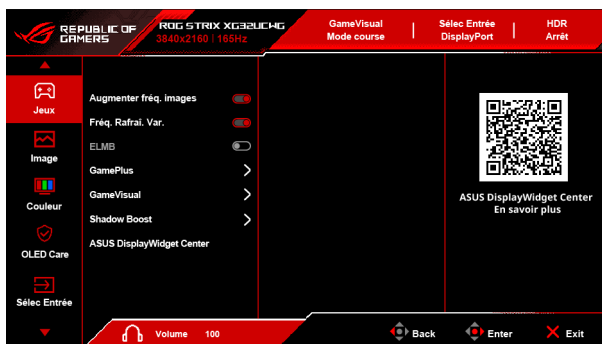 REPUBLIC OF
GAMERS
ROG STRIX XG32UCWG
3840x2160 | 165Hz
GameVisual
Mode course
Sélec Entrée
DisplayPort
HDR
Arrêt
Jeux
Image
Couleur
OLED Care
Sélec Entrée
Augmenter fréq. images
Fréq. Rafraî. Var.
ELMB
GamePlus
GameVisual
Shadow Boost
ASUS DisplayWidget Center
ASUS DisplayWidget Center
En savoir plus
Volume 100
Back
Enter
Exit